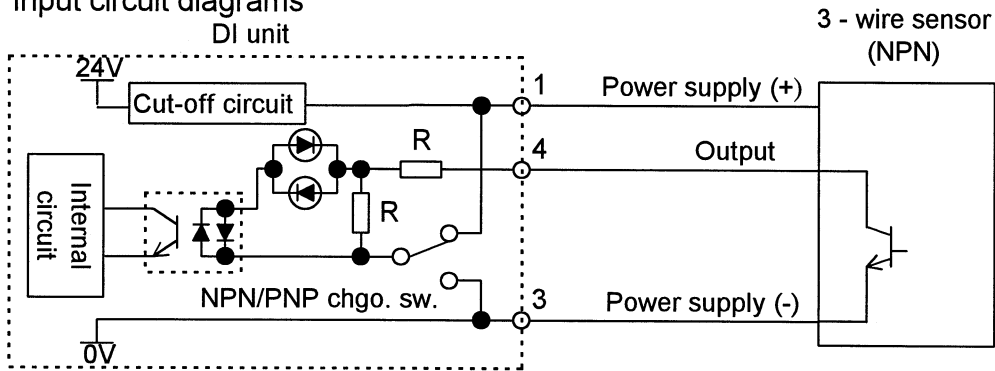 Input circuit diagrams
DI unit
3 - wire sensor
(NPN)
24V
Cut-off circuit
1
Power supply (+)
R
4
Output
Internal
circuit
R
NPN/PNP chgo. sw.
3
Power supply (-)
0V